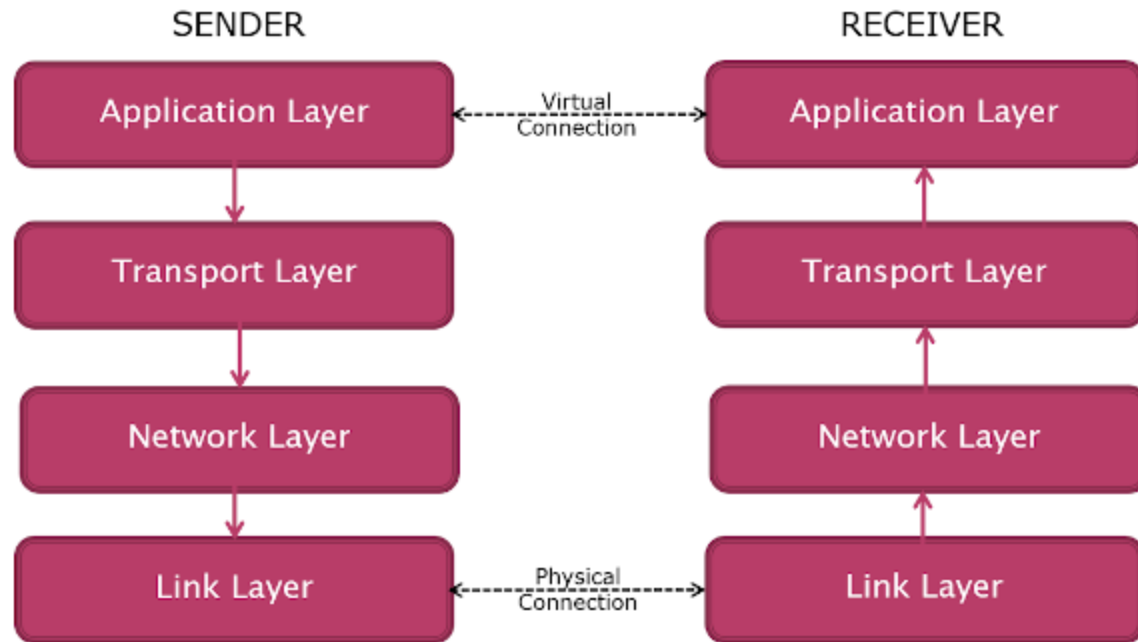 SENDER
RECEIVER
Application Layer
Virtual
Connection
Application Layer
Transport Layer
Transport Layer
Network Layer
Network Layer
Link Layer
Physical
Connection
Link Layer